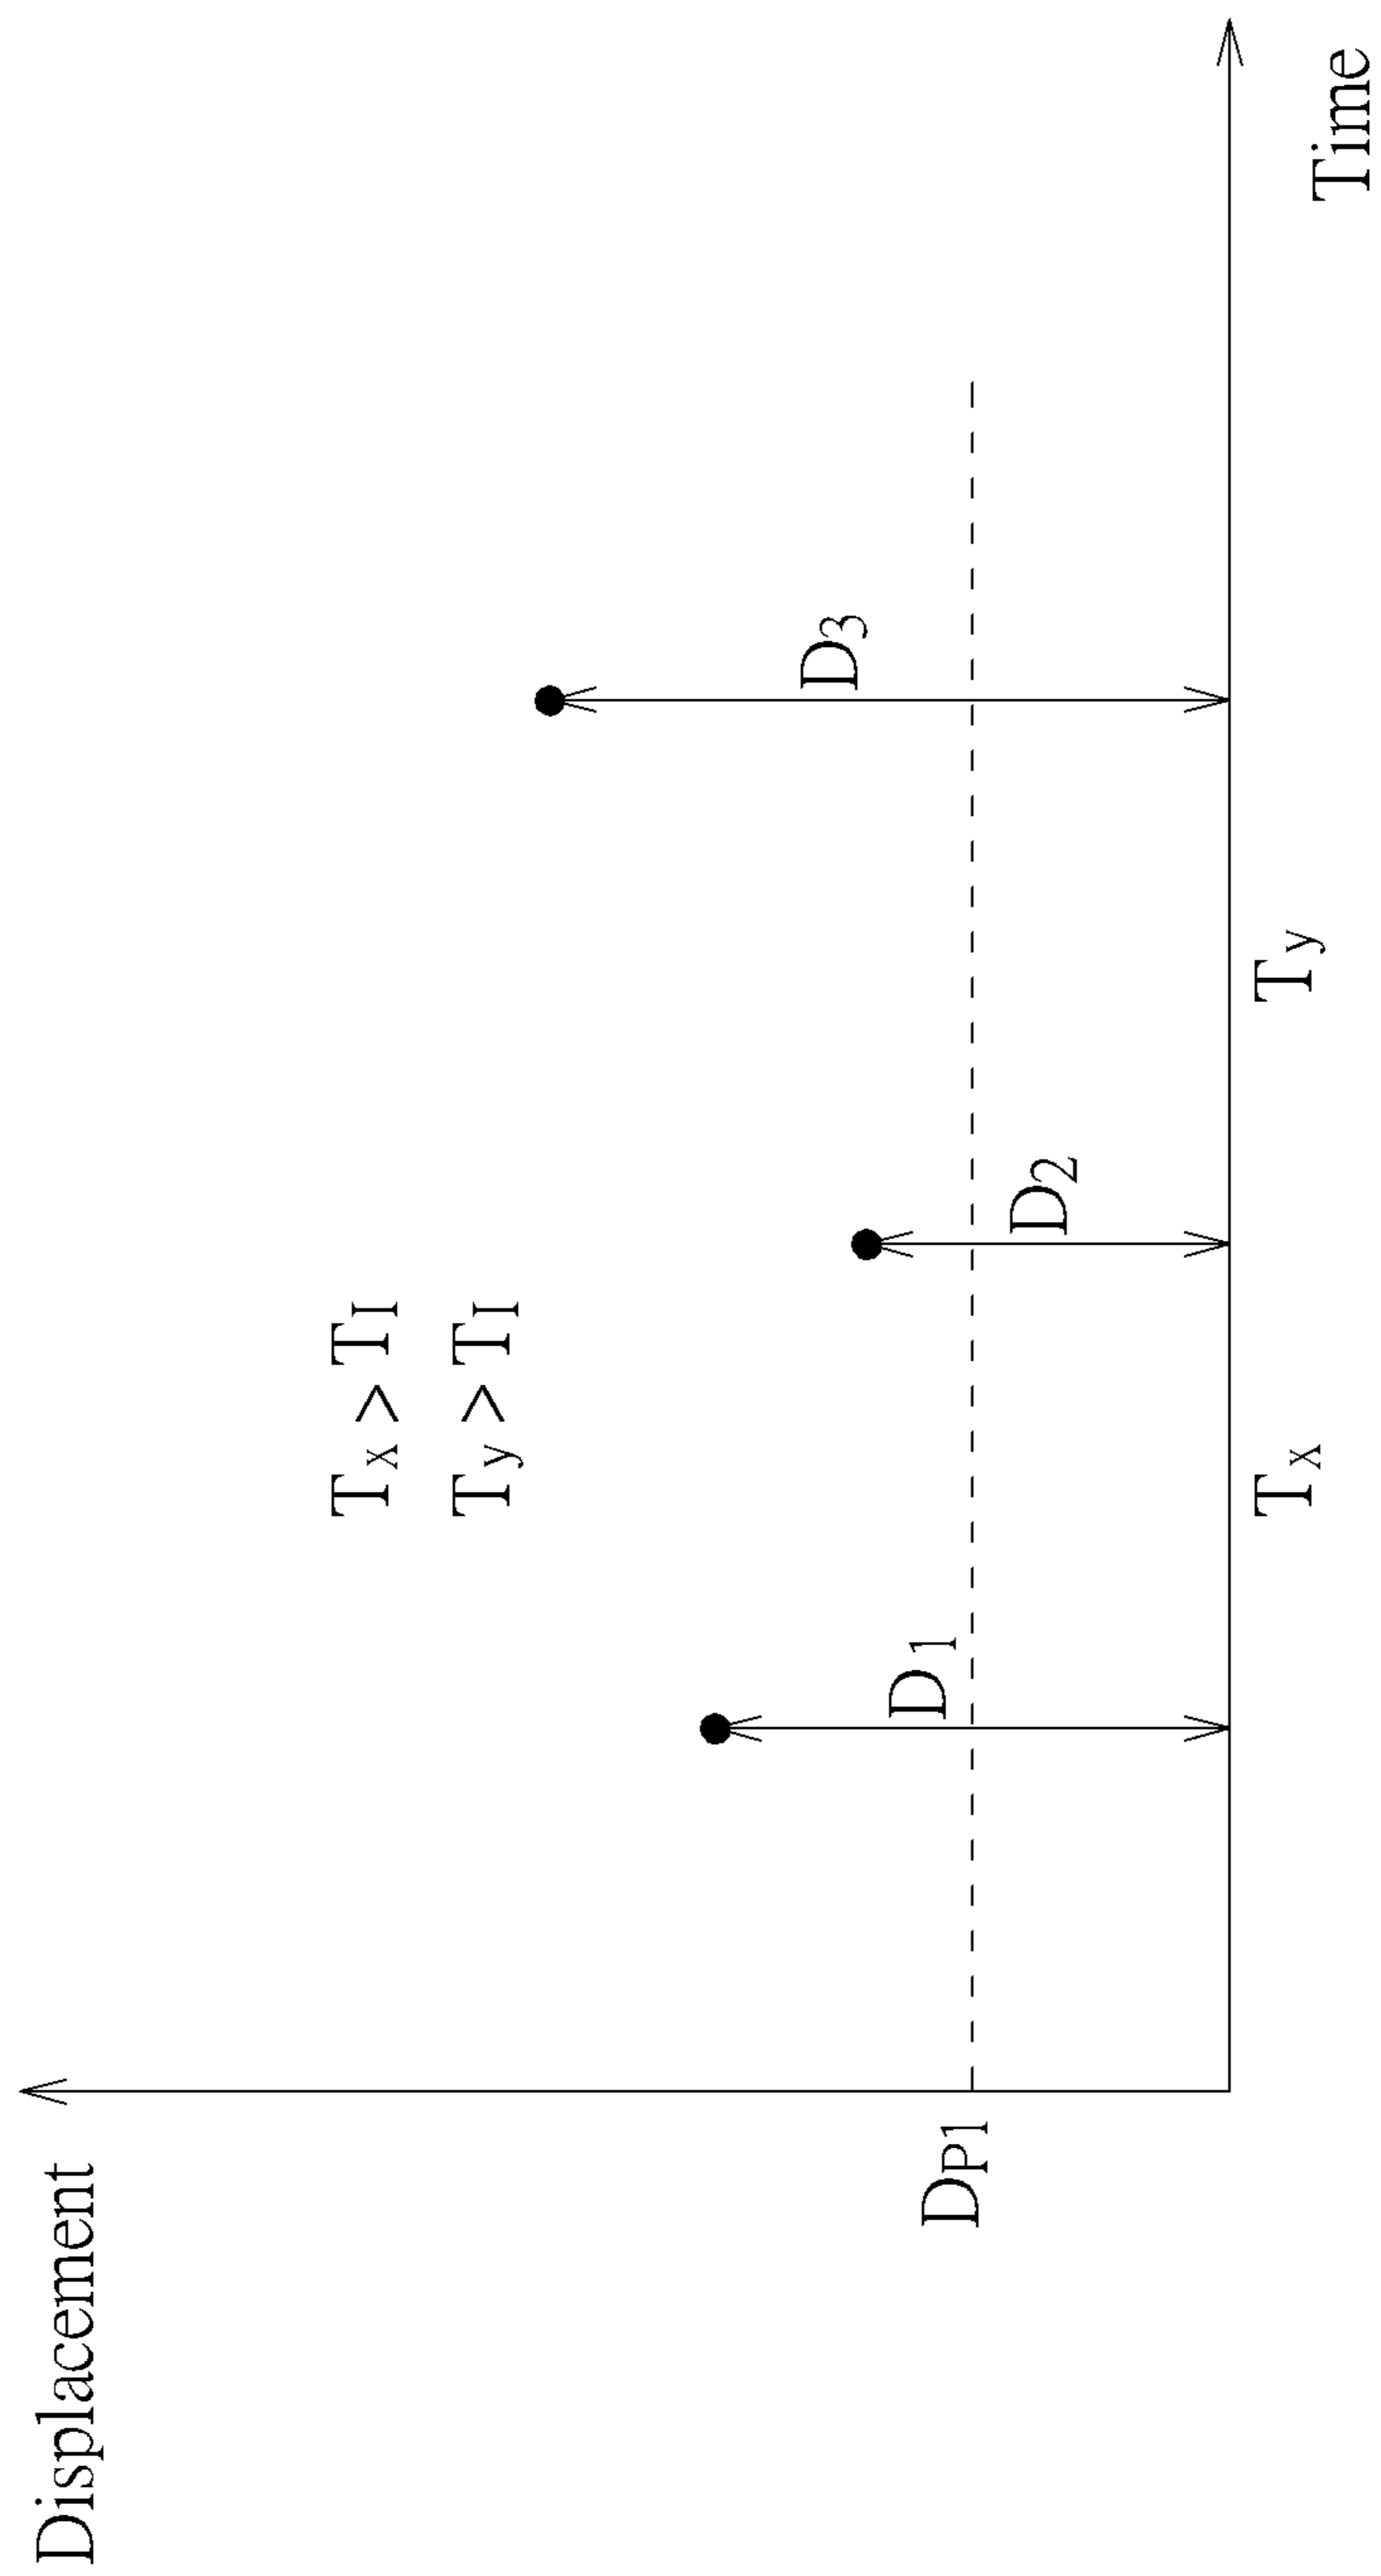 Displacement
Tx > TI
Ty > TI
D3
D1
D2
DP1
Tx
Ty
Time